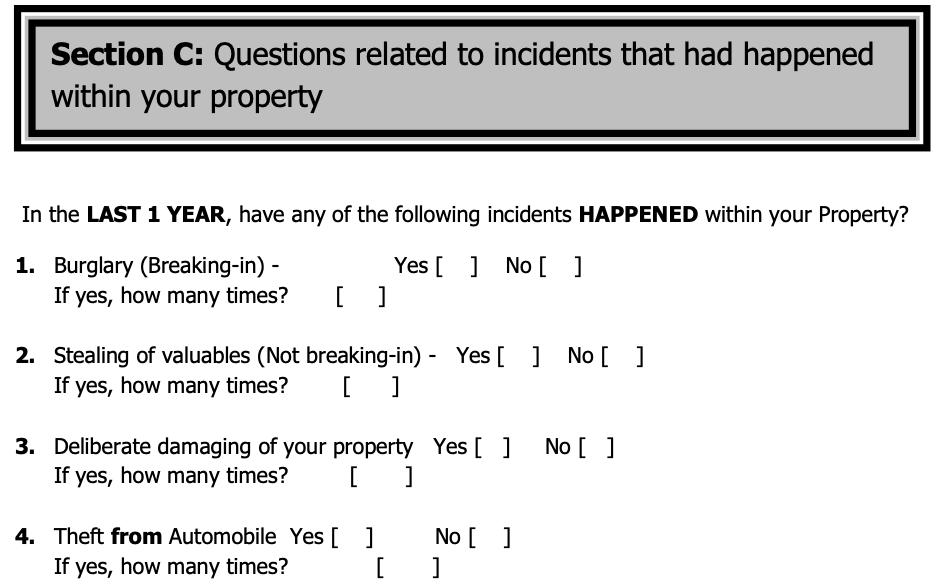 Section C: Questions related to incidents that had happened
within your property
In the LAST 1 YEAR, have any of the following incidents HAPPENED within your Property?
1. Burglary (Breaking-in) - Yes [ ] No [ ]
If yes, how many times? [ ]
2. Stealing of valuables (Not breaking-in) - Yes [ ] No [ ]
If yes, how many times? [ ]
3. Deliberate damaging of your property Yes [ ] No [ ]
If yes, how many times? [ ]
4. Theft from Automobile Yes [ ] No [ ]
If yes, how many times? [ ]